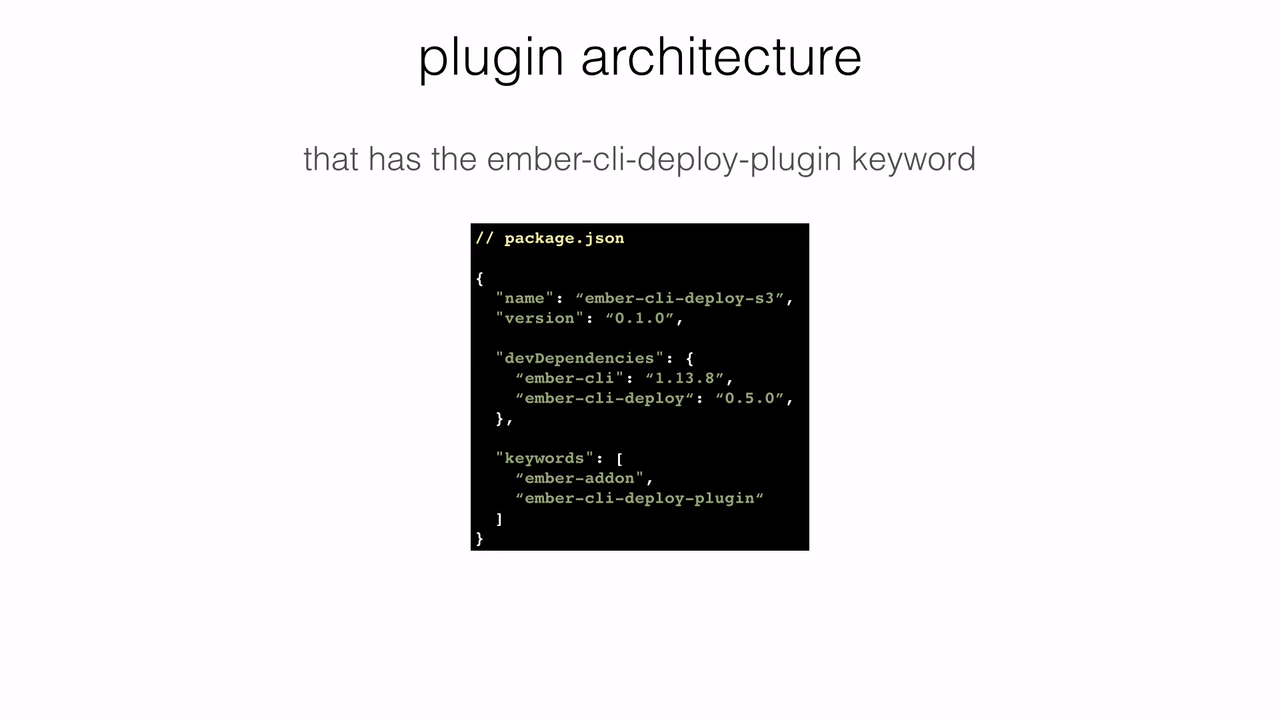 plugin architecture
that has the ember-cli-deploy-plugin keyword
// package.json
{
"name": “ember-cli-deploy-s3”,
"version": “0.1.0”,
"devDependencies": {
“ember-cli": “1.13.8”,
“ember-cli-deploy“: “0.5.0”,
},
"keywords": [
“ember-addon",
“ember-cli-deploy-plugin“
]
}